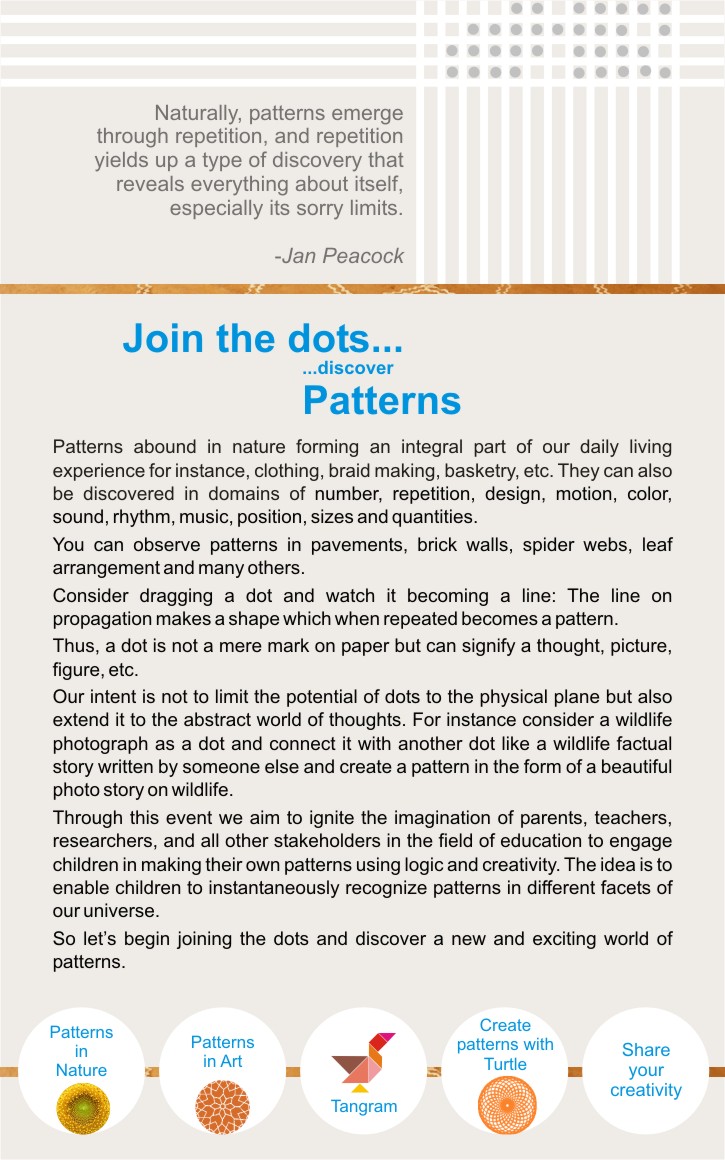 Naturally, patterns emerge
through repetition, and repetition
yields up a type of discovery that
reveals everything about itself,
especially its sorry limits.
-Jan Peacock
Join the dots...
...discover
Patterns
Patterns abound in nature forming an integral part of our daily living
experience for instance, clothing, braid making, basketry, etc. They can also
be discovered in domains of number, repetition, design, motion, color,
sound, rhythm, music, position, sizes and quantities.
You can observe patterns in pavements, brick walls, spider webs, leaf
arrangement and many others.
Consider dragging a dot and watch it becoming a line: The line on
propagation makes a shape which when repeated becomes a pattern.
Thus, a dot is not a mere mark on paper but can signify a thought, picture,
figure, etc.
Our intent is not to limit the potential of dots to the physical plane but also
extend it to the abstract world of thoughts. For instance consider a wildlife
photograph as a dot and connect it with another dot like a wildlife factual
story written by someone else and create a pattern in the form of a beautiful
photo story on wildlife.
Through this event we aim to ignite the imagination of parents, teachers,
researchers, and all other stakeholders in the field of education to engage
children in making their own patterns using logic and creativity. The idea is to
enable children to instantaneously recognize patterns in different facets of
our universe.
So let's begin joining the dots and discover a new and exciting world of
patterns.
Patterns
in
Nature
Patterns
in Art
Tangram
Create
patterns with
Turtle
Share
your
creativity